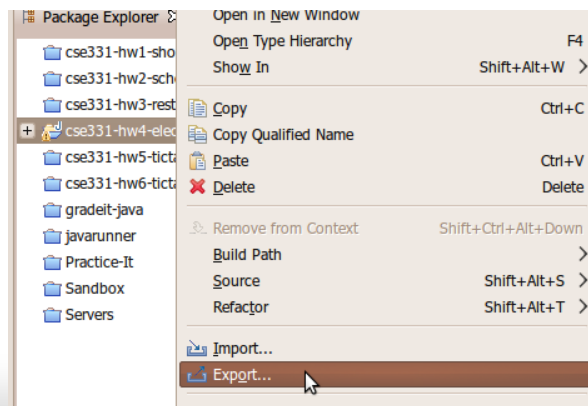 Package Explorer
cse331-hw1-sho
cse331-hw2-sch
cse331-hw3-rest
cse331-hw4-elec
cse331-hw5-tict
cse331-hw6-tict
gradeit-java
javarunner
Practice-It
Sandbox
Servers
Open in New Window
Open Type Hierarchy F4
Show In Shift+Alt+W >
Copy Ctrl+C
Copy Qualified Name
Paste Ctrl+V
Delete Delete
Remove from Context Shift+Ctrl+Alt+Down
Build Path >
Source Shift+Alt+S >
Refactor Shift+Alt+T >
Import...
Export...